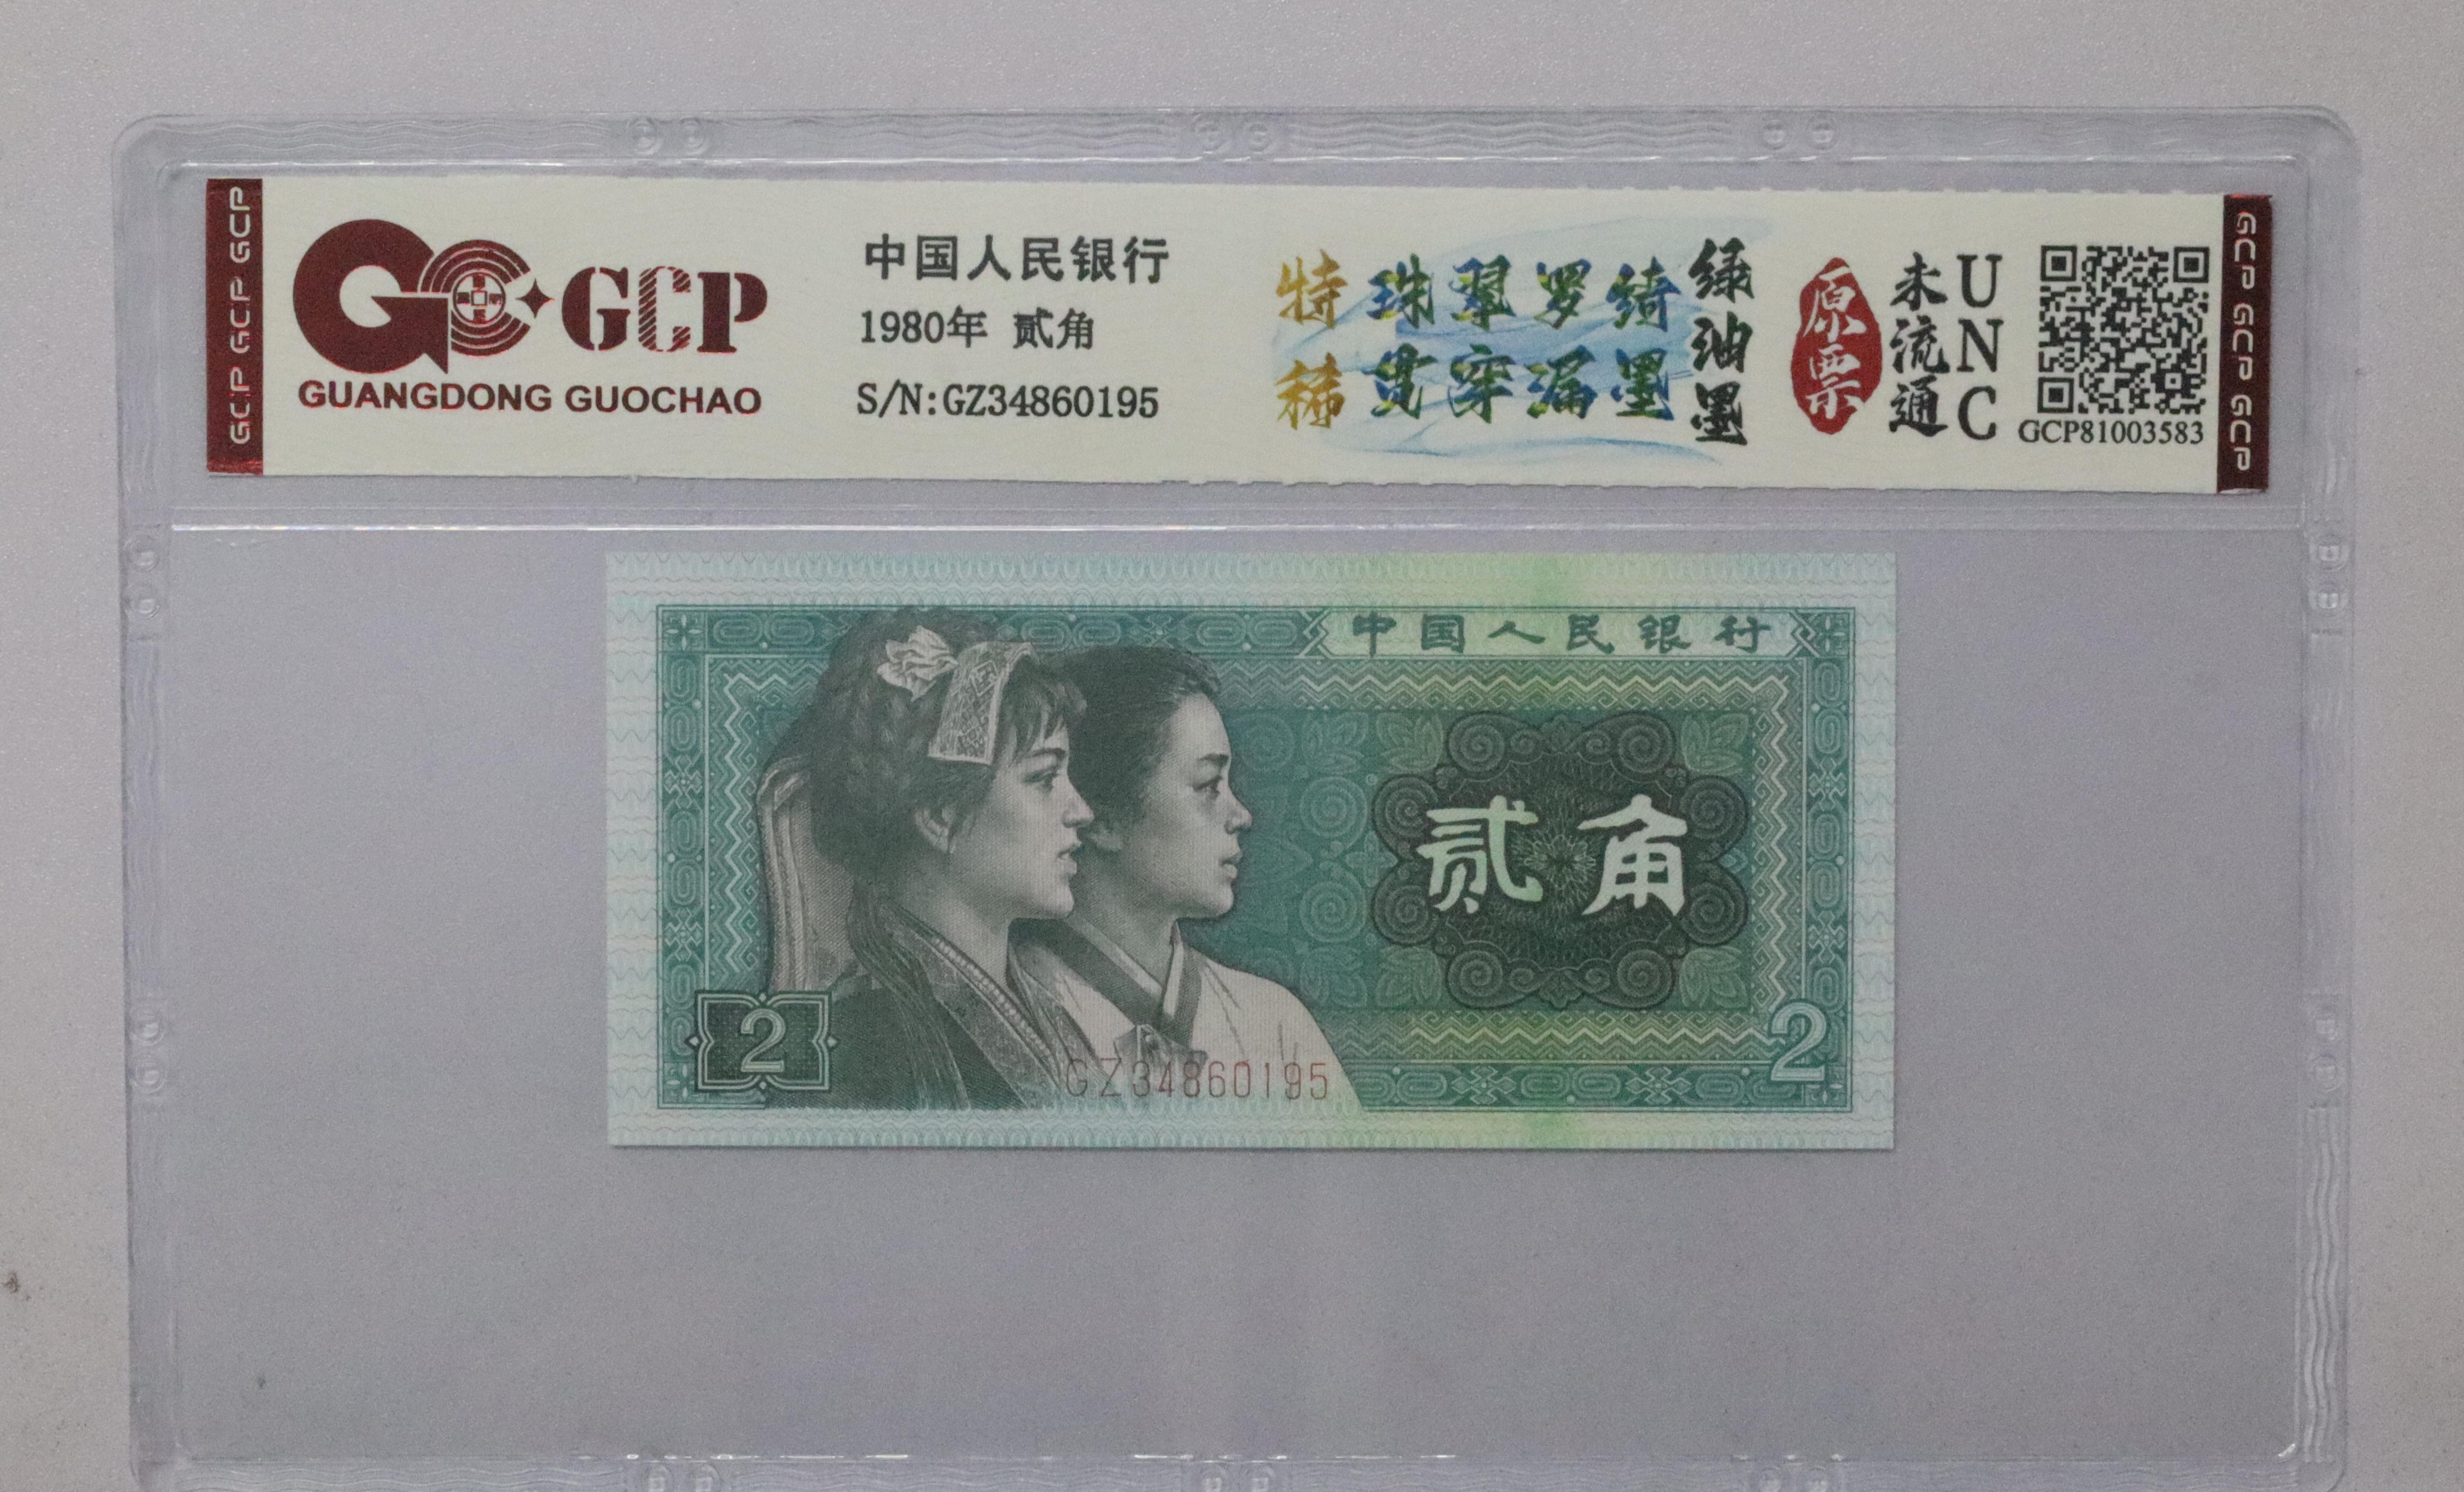 GCP GCP GCP
GCP
GUANGDONG GUOCHAO
中国人民银行
1980年 贰角
S/N:GZ34860195
特稀
珠翠罗绮
贯穿漏墨
绿油墨
原票
未流通
UNC
GCP81003583
GCP GCP GCP
中国人民银行
贰角
2
GZ34860195
2